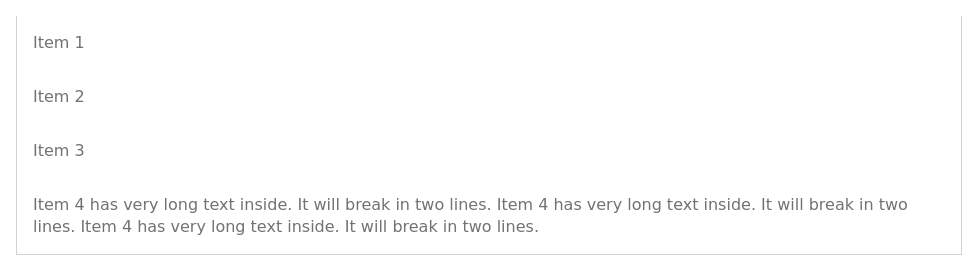 Item 1
Item 2
Item 3
Item 4 has very long text inside. It will break in two lines. Item 4 has very long text inside. It will break in two
lines. Item 4 has very long text inside. It will break in two lines.